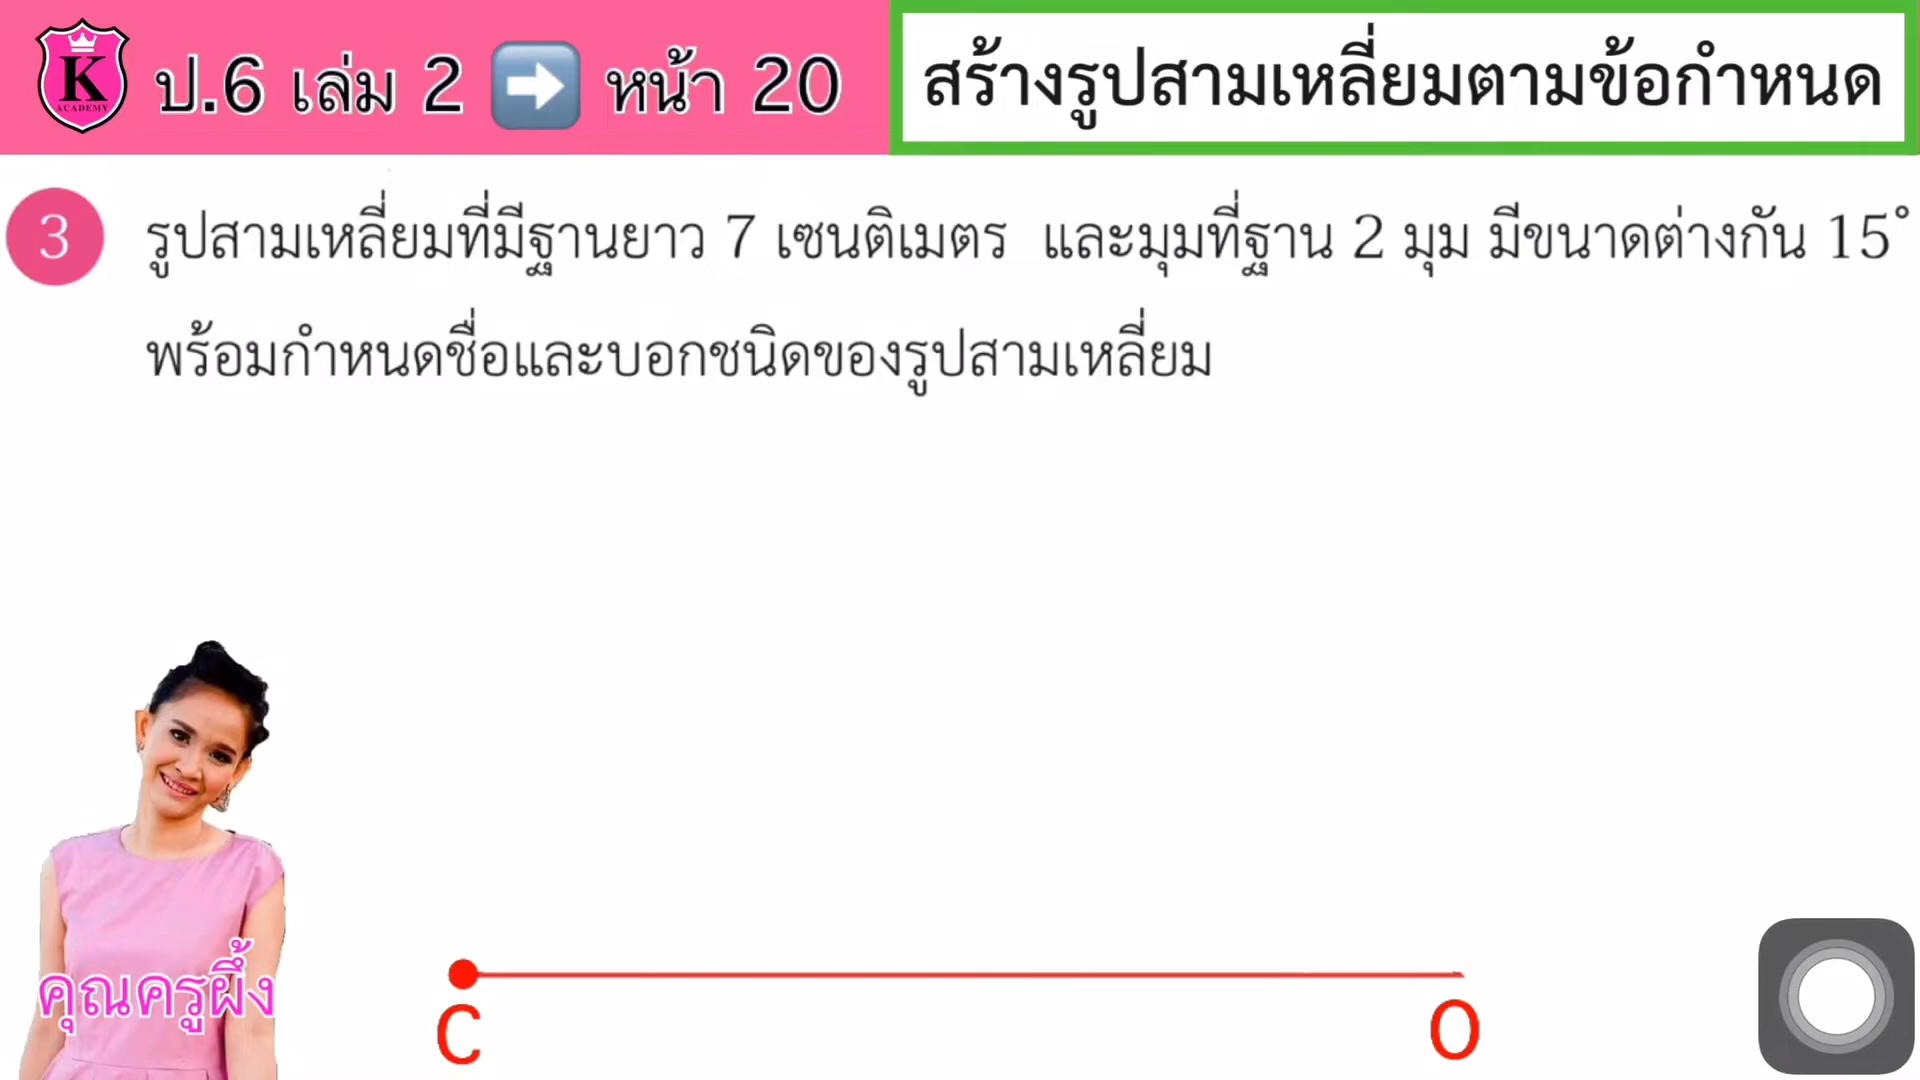 K
ACADEMY
ป.6 เล่ม 2 ➡ หน้า 20
สร้างรูปสามเหลี่ยมตามข้อกำหนด
3 รูปสามเหลี่ยมที่มีฐานยาว 7 เซนติเมตร และมุมที่ฐาน 2 มุม มีขนาดต่างกัน 15°
พร้อมกำหนดชื่อและบอกชนิดของรูปสามเหลี่ยม
คุณครูผึ้ง
C O